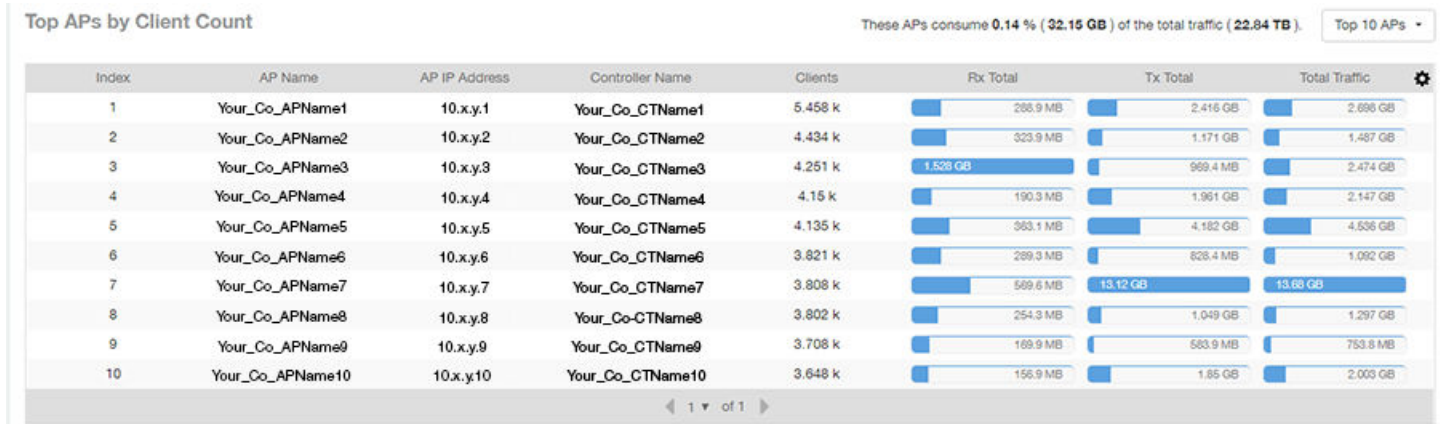 Top APs by Client Count These APs consume 0.14 % ( 32.15 GB ) of the total traffic ( 22.84 TB ). Top 10 APs
Index AP Name AP IP Address Controller Name Clients Rx Total Tx Total Total Traffic
1 Your_Co_APName1 10.x.y.1 Your_Co_CTName1 5.458 k 288.9 MB 2.416 GB 2.698 GB
2 Your_Co_APName2 10.x.y.2 Your_Co_CTName2 4.434 k 323.9 MB 1.171 GB 1.487 GB
3 Your_Co_APName3 10.x.y.3 Your_Co_CTName3 4.251 k 1.528 GB 969.4 MB 2.474 GB
4 Your_Co_APName4 10.x.y.4 Your_Co_CTName4 4.15 k 190.3 MB 1.961 GB 2.147 GB
5 Your_Co_APName5 10.x.y.5 Your_Co_CTName5 4.135 k 363.1 MB 4.182 GB 4.536 GB
6 Your_Co_APName6 10.x.y.6 Your_Co_CTName6 3.821 k 289.3 MB 828.4 MB 1.092 GB
7 Your_Co_APName7 10.x.y.7 Your_Co_CTName7 3.808 k 569.6 MB 13.12 GB 13.68 GB
8 Your_Co_APName8 10.x.y.8 Your_Co-CTName8 3.802 k 254.3 MB 1.049 GB 1.297 GB
9 Your_Co_APName9 10.x.y.9 Your_Co_CTName9 3.708 k 169.9 MB 583.9 MB 753.8 MB
10 Your_Co_APName10 10.x.y.10 Your_Co_CTName10 3.648 k 156.9 MB 1.85 GB 2.003 GB
1 of 1